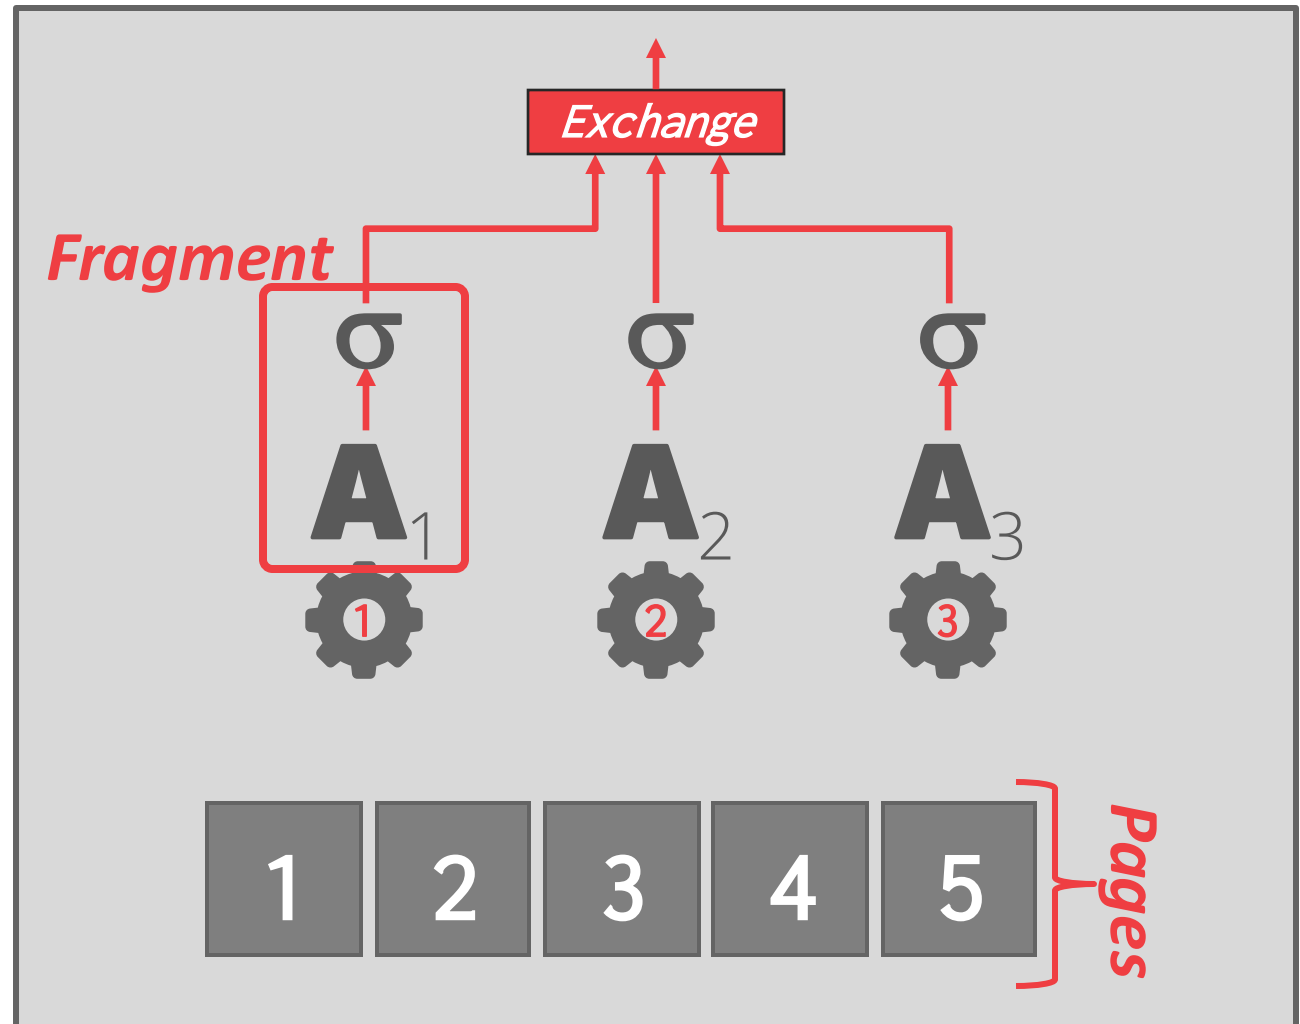 Exchange
Fragment
σ σ σ
A1 A2 A3
1 2 3
1 2 3 4 5
Pages